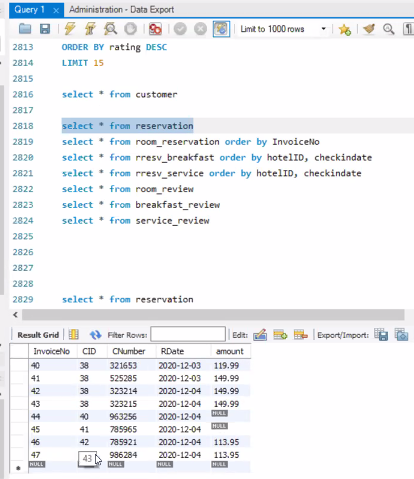 Query 1
Administration - Data Export
Limit to 1000 rows
2813 ORDER BY rating DESC
2814 LIMIT 15
2815
2816 select * from customer
2817
2818 select * from reservation
2819 select * from room_reservation order by InvoiceNo
2820 select * from rresv_breakfast order by hotelID, checkindate
2821 select * from rresv_service order by hotelID, checkindate
2822 select * from room_review
2823 select * from breakfast_review
2824 select * from service_review
2825
2826
2827
2828
2829 select * from reservation
Result Grid Filter Rows: Edit: Export/Import:
InvoiceNo CID CNumber RDate amount
40 38 321653 2020-12-03 119.99
41 38 525285 2020-12-03 149.99
42 38 323214 2020-12-04 149.99
43 38 323215 2020-12-04 149.99
44 40 963256 2020-12-04 NULL
45 41 785965 2020-12-04 NULL
46 42 785921 2020-12-04 113.95
47 43 986284 2020-12-04 113.95
NULL NULL NULL NULL